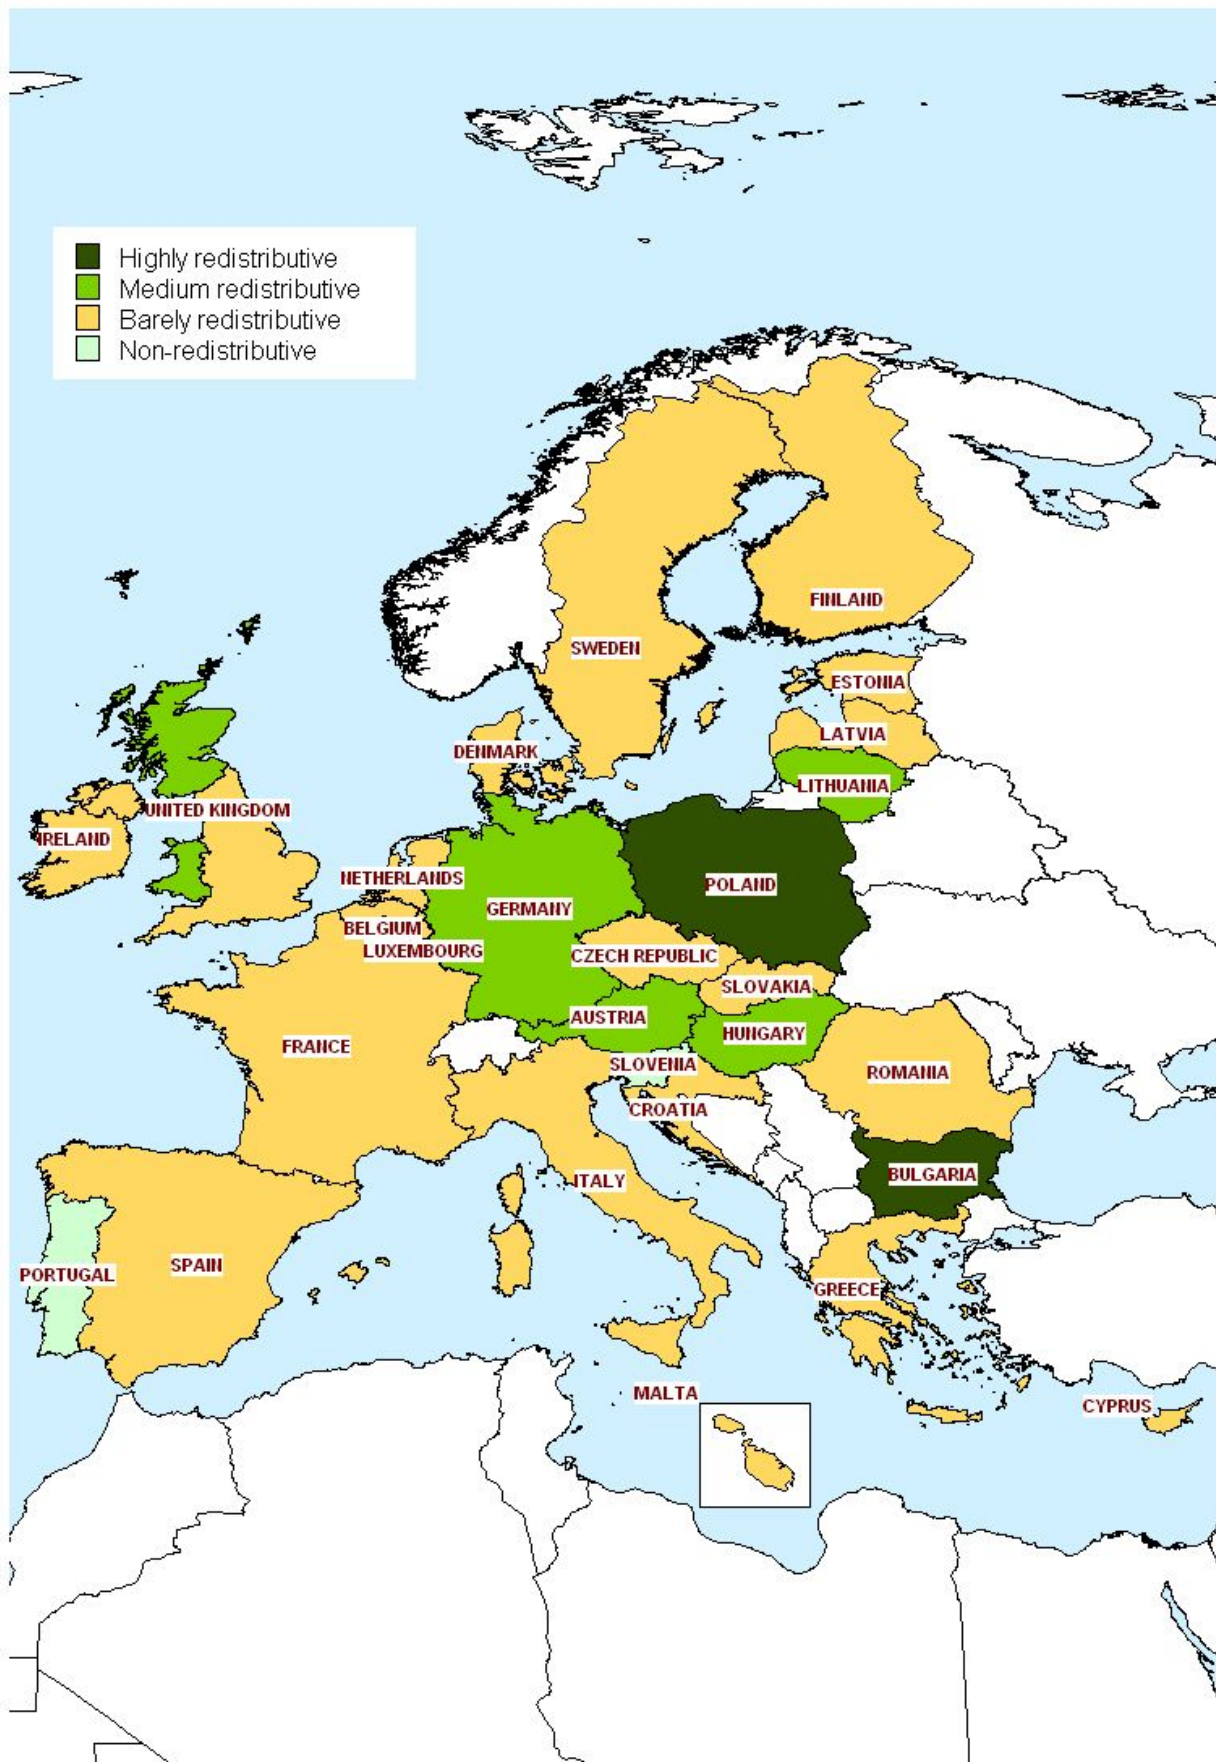 Highly redistributive
Medium redistributive
Barely redistributive
Non-redistributive
FINLAND
SWEDEN
ESTONIA
LATVIA
DENMARK
LITHUANIA
UNITED KINGDOM
IRELAND
NETHERLANDS
POLAND
GERMANY
BELGIUM
LUXEMBOURG
CZECH REPUBLIC
SLOVAKIA
AUSTRIA
HUNGARY
FRANCE
SLOVENIA
ROMANIA
CROATIA
BULGARIA
ITALY
SPAIN
PORTUGAL
GREECE
MALTA
CYPRUS